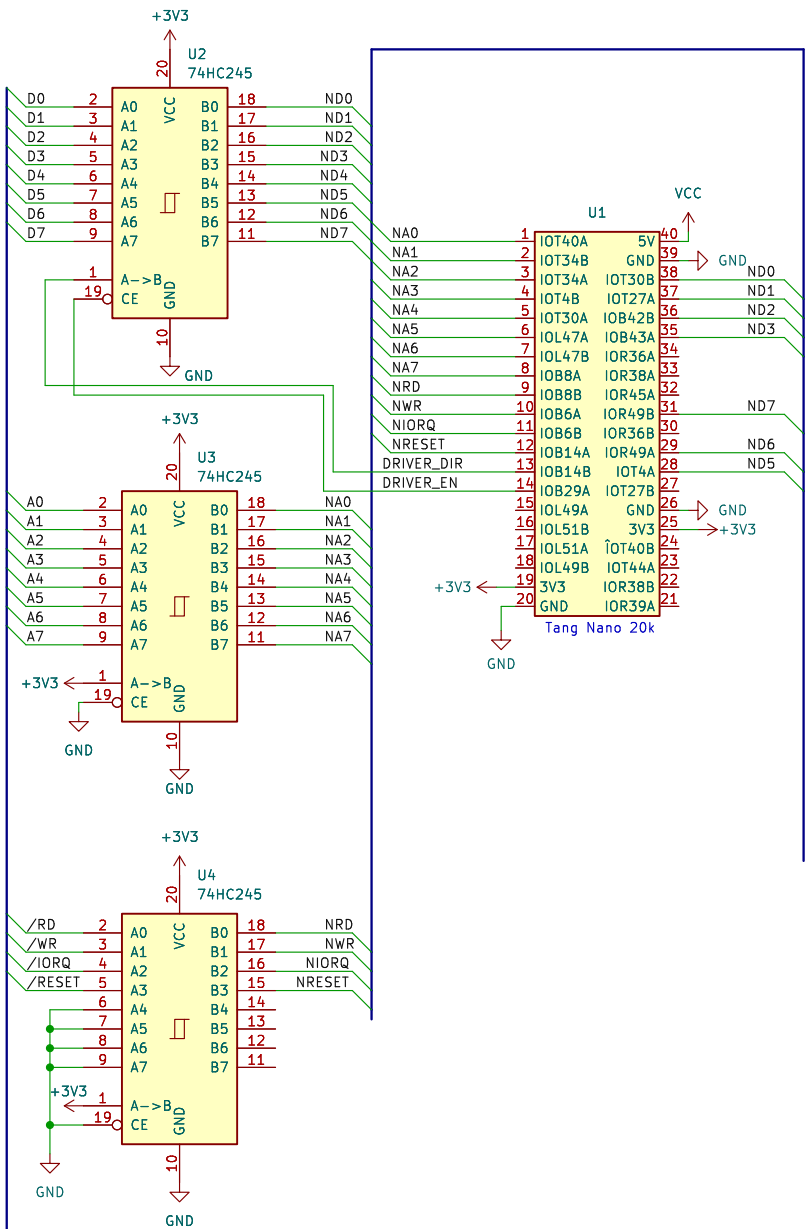 +3V3
U2
74HC245
20
VCC
D0 2 A0 B0 18 ND0
D1 3 A1 B1 17 ND1
D2 4 A2 B2 16 ND2
D3 5 A3 B3 15 ND3
D4 6 A4 B4 14 ND4
D5 7 A5 B5 13 ND5
D6 8 A6 B6 12 ND6
D7 9 A7 B7 11 ND7
1 A->B
19 CE
GND
10
GND
+3V3
U3
74HC245
20
VCC
A0 2 A0 B0 18 NA0
A1 3 A1 B1 17 NA1
A2 4 A2 B2 16 NA2
A3 5 A3 B3 15 NA3
A4 6 A4 B4 14 NA4
A5 7 A5 B5 13 NA5
A6 8 A6 B6 12 NA6
A7 9 A7 B7 11 NA7
+3V3 1 A->B
19 CE
GND
GND
10
GND
+3V3
U4
74HC245
20
VCC
/RD 2 A0 B0 18 NRD
/WR 3 A1 B1 17 NWR
/IORQ 4 A2 B2 16 NIORQ
/RESET 5 A3 B3 15 NRESET
6 A4 B4 14
7 A5 B5 13
8 A6 B6 12
9 A7 B7 11
+3V3
1 A->B
19 CE
GND
10
GND
GND
U1
VCC
NA0 1 IOT40A 5V 40
NA1 2 IOT34B GND 39 GND
NA2 3 IOT34A IOT30B 38 ND0
NA3 4 IOT4B IOT27A 37 ND1
NA4 5 IOT30A IOB42B 36 ND2
NA5 6 IOL47A IOB43A 35 ND3
NA6 7 IOL47B IOR36A 34
NA7 8 IOB8A IOR38A 33
NRD 9 IOB8B IOR45A 32
NWR 10 IOB6A IOR49B 31 ND7
NIORQ 11 IOB6B IOR36B 30
NRESET 12 IOB14A IOR49A 29 ND6
DRIVER_DIR 13 IOB14B IOT4A 28 ND5
DRIVER_EN 14 IOB29A IOT27B 27
15 IOL49A GND 26 GND
16 IOL51B 3V3 25 +3V3
17 IOL51A ÎOT40B 24
18 IOL49B IOT44A 23
+3V3 19 3V3 IOR38B 22
20 GND IOR39A 21
Tang Nano 20k
GND